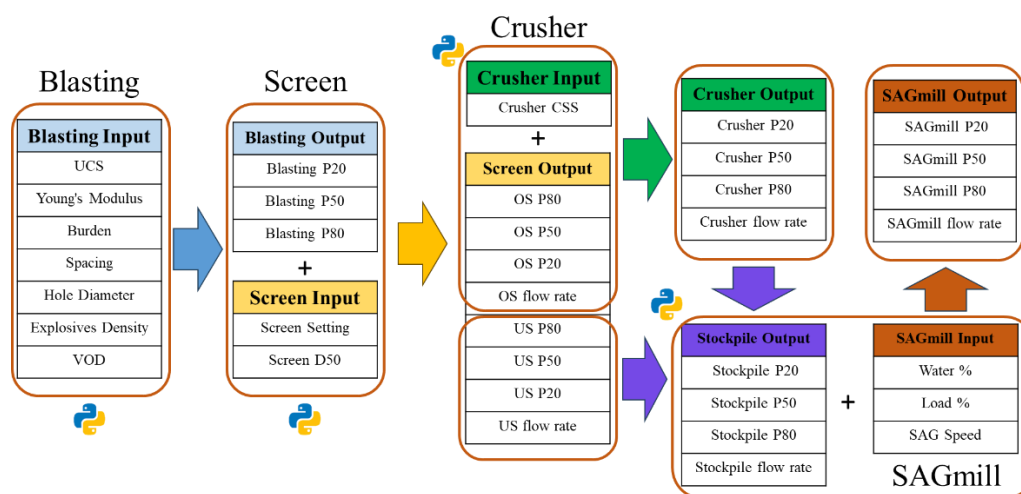 Blasting
Blasting Input
UCS
Young's Modulus
Burden
Spacing
Hole Diameter
Explosives Density
VOD
Screen
Blasting Output
Blasting P20
Blasting P50
Blasting P80
+
Screen Input
Screen Setting
Screen D50
Crusher
Crusher Input
Crusher CSS
+
Screen Output
OS P80
OS P50
OS P20
OS flow rate
US P80
US P50
US P20
US flow rate
Crusher Output
Crusher P20
Crusher P50
Crusher P80
Crusher flow rate
Stockpile Output
Stockpile P20
Stockpile P50
Stockpile P80
Stockpile flow rate
+
SAGmill Input
Water %
Load %
SAG Speed
SAGmill
SAGmill Output
SAGmill P20
SAGmill P50
SAGmill P80
SAGmill flow rate